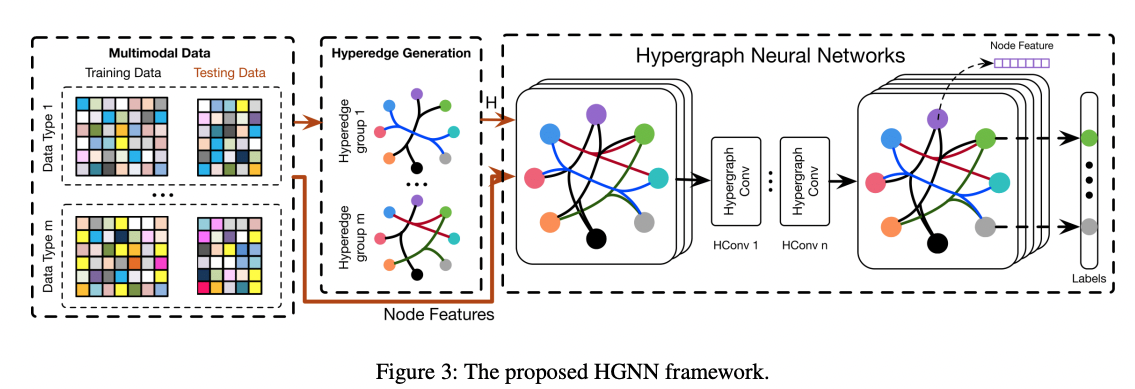 Multimodal Data
Training Data
Testing Data
Data Type 1
Data Type m
Hyperedge Generation
Hyperedge
group 1
Hyperedge
group m
H
Node Features
Hypergraph Neural Networks
Hypergraph
Conv
HConv 1
Hypergraph
Conv
HConv n
Node Feature
Labels
Figure 3: The proposed HGNN framework.